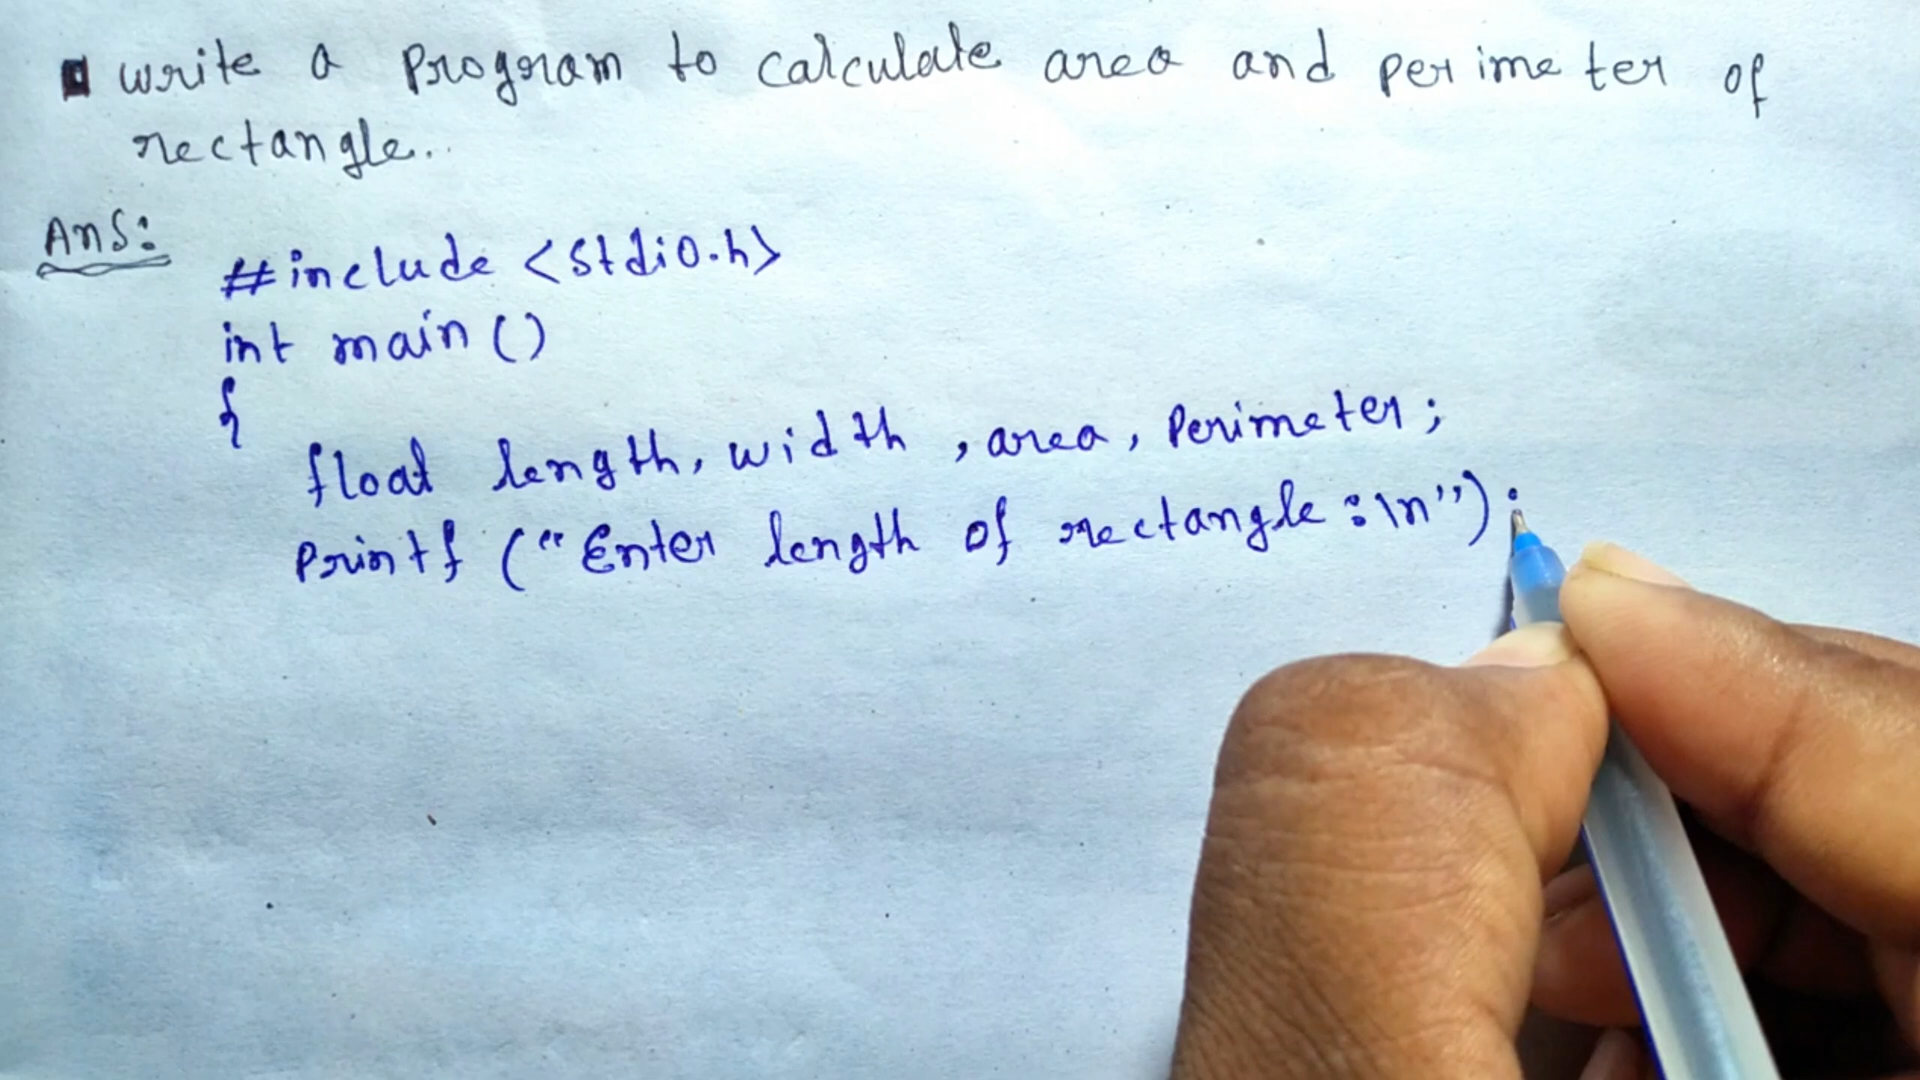 write a program to calculate area and perimeter of
rectangle..
Ans:
#include <stdio.h>
int main ()
{
float length, width , area, Perimeter;
Printf ("Enter length of rectangle :\n");